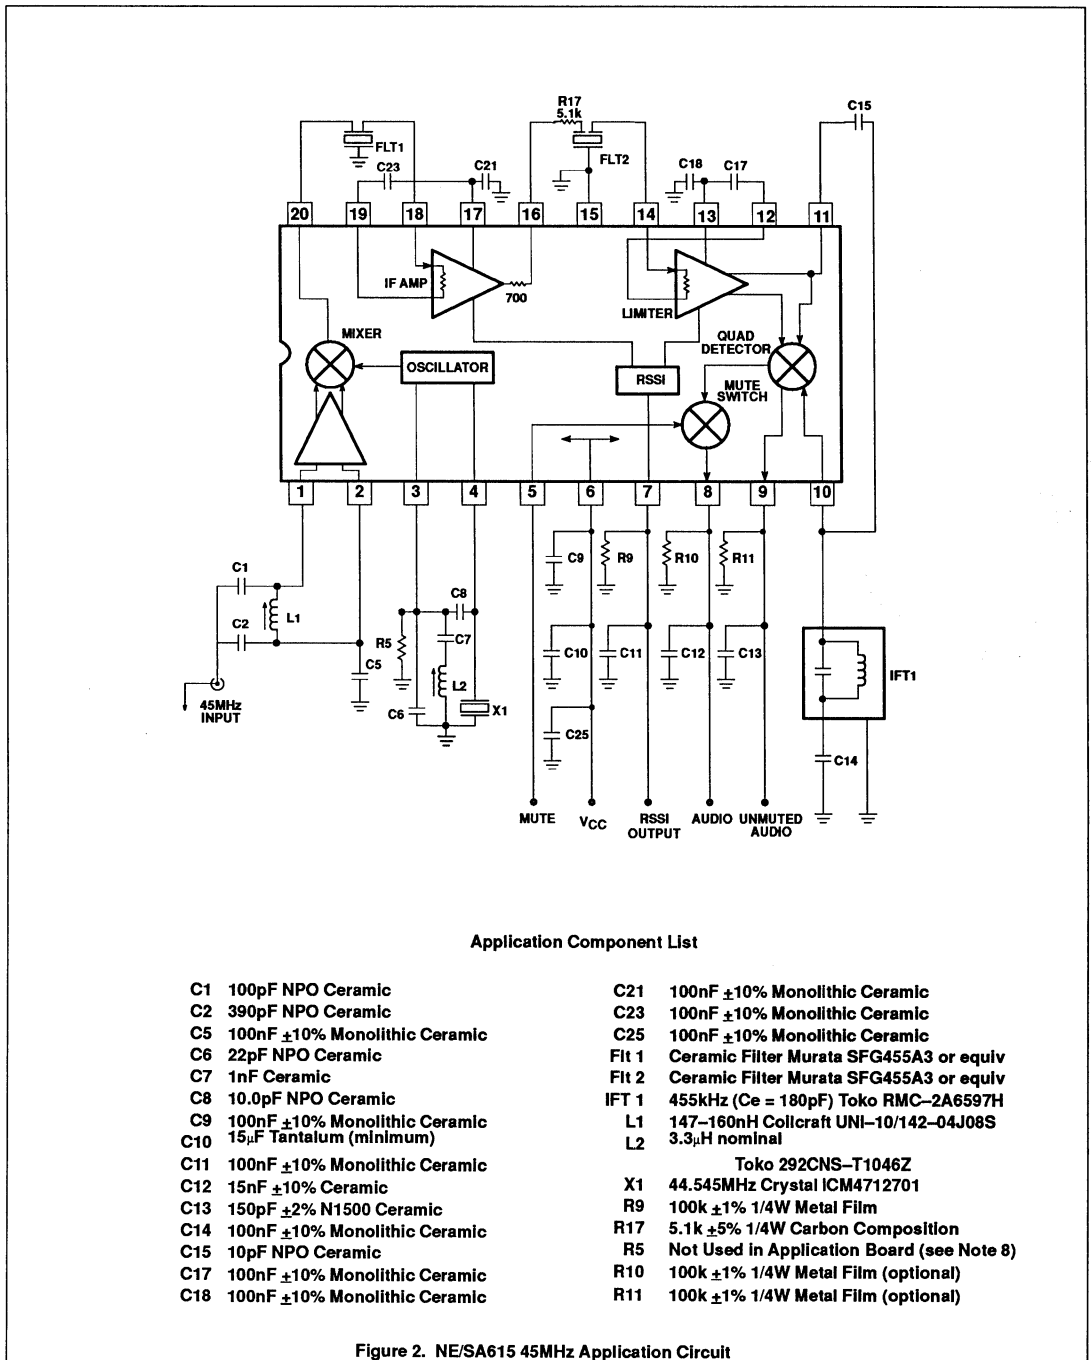 R17
5.1k
C15
FLT1
FLT2
C23
C21
C18
C17
20
19
18
17
16
15
14
13
12
11
IF AMP
700
LIMITER
MIXER
QUAD
DETECTOR
OSCILLATOR
RSSI
MUTE
SWITCH
1
2
3
4
5
6
7
8
9
10
C1
C9
R9
R10
R11
C8
L1
C2
R5
C7
C10
C11
C12
C13
C5
L2
IFT1
45MHz
INPUT
C6
X1
C25
C14
MUTE
VCC
RSSI
OUTPUT
AUDIO
UNMUTED
AUDIO
Application Component List
C1 100pF NPO Ceramic
C2 390pF NPO Ceramic
C5 100nF ±10% Monolithic Ceramic
C6 22pF NPO Ceramic
C7 1nF Ceramic
C8 10.0pF NPO Ceramic
C9 100nF ±10% Monolithic Ceramic
C10 15µF Tantalum (minimum)
C11 100nF ±10% Monolithic Ceramic
C12 15nF ±10% Ceramic
C13 150pF ±2% N1500 Ceramic
C14 100nF ±10% Monolithic Ceramic
C15 10pF NPO Ceramic
C17 100nF ±10% Monolithic Ceramic
C18 100nF ±10% Monolithic Ceramic
C21 100nF ±10% Monolithic Ceramic
C23 100nF ±10% Monolithic Ceramic
C25 100nF ±10% Monolithic Ceramic
Flt 1 Ceramic Filter Murata SFG455A3 or equiv
Flt 2 Ceramic Filter Murata SFG455A3 or equiv
IFT 1 455kHz (Ce = 180pF) Toko RMC–2A6597H
L1 147–160nH Coilcraft UNI–10/142–04J08S
L2 3.3µH nominal
Toko 292CNS–T1046Z
X1 44.545MHz Crystal ICM4712701
R9 100k ±1% 1/4W Metal Film
R17 5.1k ±5% 1/4W Carbon Composition
R5 Not Used in Application Board (see Note 8)
R10 100k ±1% 1/4W Metal Film (optional)
R11 100k ±1% 1/4W Metal Film (optional)
Figure 2. NE/SA615 45MHz Application Circuit